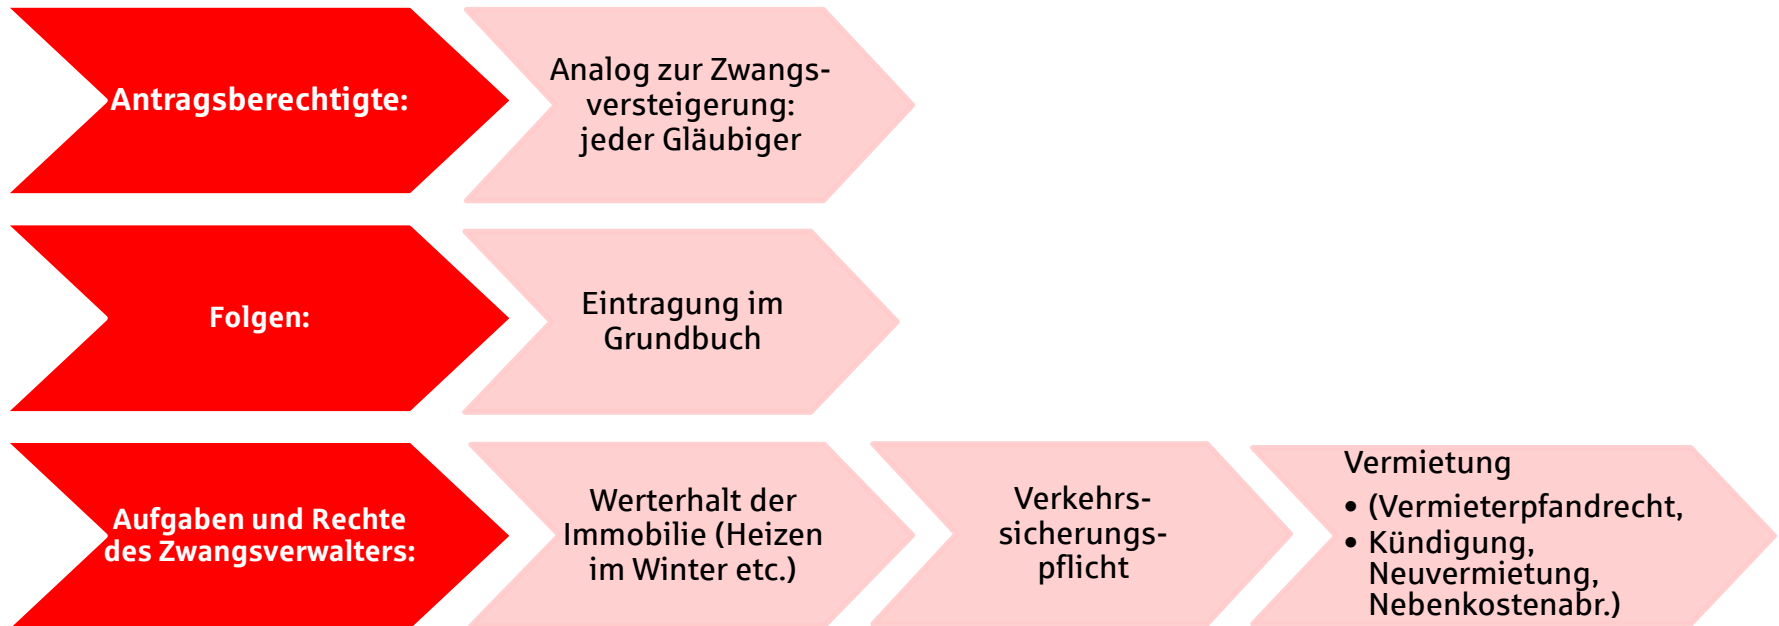 Antragsberechtigte:
Analog zur Zwangs-
versteigerung:
jeder Gläubiger
Folgen:
Eintragung im
Grundbuch
Aufgaben und Rechte
des Zwangsverwalters:
Werterhalt der
Immobilie (Heizen
im Winter etc.)
Verkehrs-
sicherungs-
pflicht
Vermietung
• (Vermieterpfandrecht,
• Kündigung,
Neuvermietung,
Nebenkostenabr.)